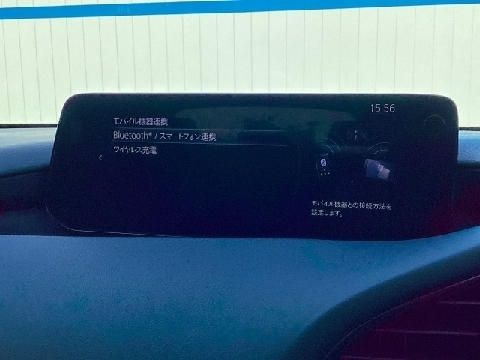 15:56
モバイル機器連携
Bluetooth® / スマートフォン連携
ワイヤレス充電
モバイル機器との接続方法を
設定します。